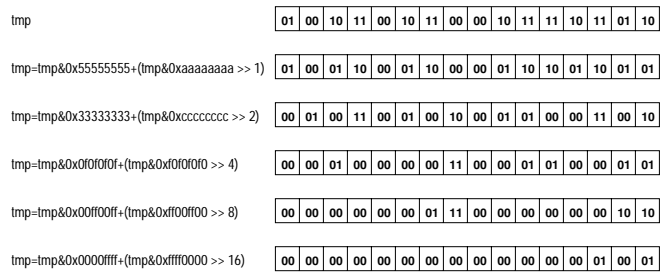 tmp 01 00 10 11 00 10 11 00 00 10 11 11 10 11 01 10
tmp=tmp&0x55555555+(tmp&0xaaaaaaaa >> 1) 01 00 01 10 00 01 10 00 00 01 10 10 01 10 01 01
tmp=tmp&0x33333333+(tmp&0xcccccccc >> 2) 00 01 00 11 00 01 00 10 00 01 01 00 00 11 00 10
tmp=tmp&0x0f0f0f0f+(tmp&0xf0f0f0f0 >> 4) 00 00 01 00 00 00 00 11 00 00 01 01 00 00 01 01
tmp=tmp&0x00ff00ff+(tmp&0xff00ff00 >> 8) 00 00 00 00 00 00 01 11 00 00 00 00 00 00 10 10
tmp=tmp&0x0000ffff+(tmp&0xffff0000 >> 16) 00 00 00 00 00 00 00 00 00 00 00 00 00 01 00 01